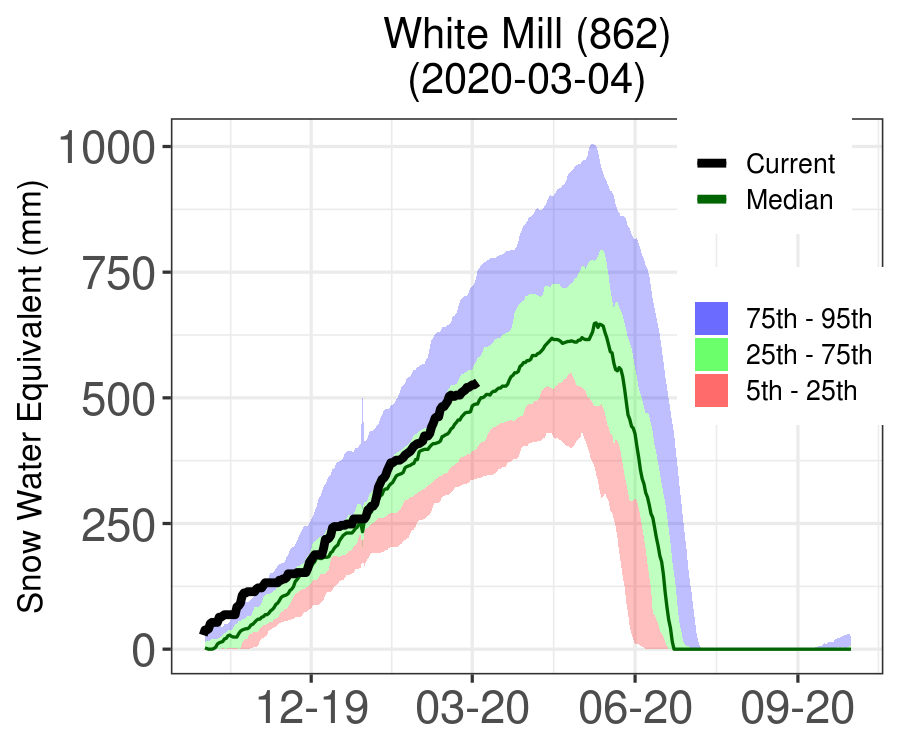 White Mill (862)
(2020-03-04)
Snow Water Equivalent (mm)
1000
750
500
250
0
12-19
03-20
06-20
09-20
Current
Median
75th - 95th
25th - 75th
5th - 25th